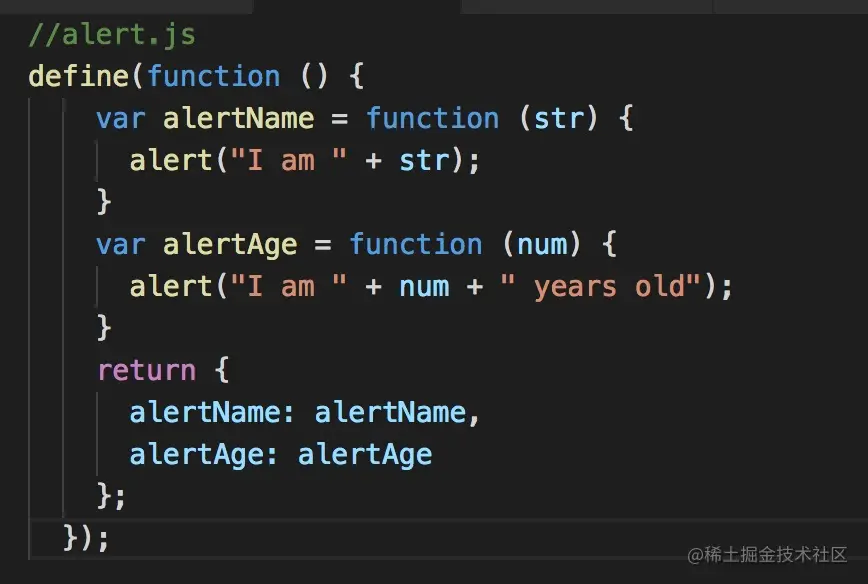 //alert.js
define(function () {
    var alertName = function (str) {
      alert("I am " + str);
    }
    var alertAge = function (num) {
      alert("I am " + num + " years old");
    }
    return {
      alertName: alertName,
      alertAge: alertAge
    };
  });
@稀土掘金技术社区